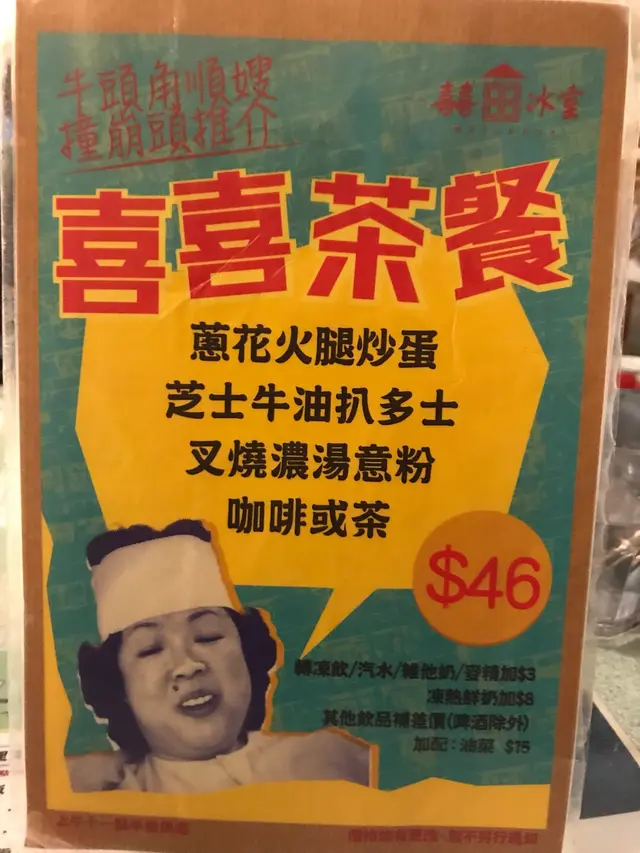 牛頭角順嫂
撞崩頭推介
囍囍冰室
喜喜茶餐
蔥花火腿炒蛋
芝士牛油扒多士
叉燒濃湯意粉
咖啡或茶
$46
轉凍飲/汽水/維他奶/麥精加$3
凍熱鮮奶加$8
其他飲品補差價(啤酒除外)
加配：油菜 $15